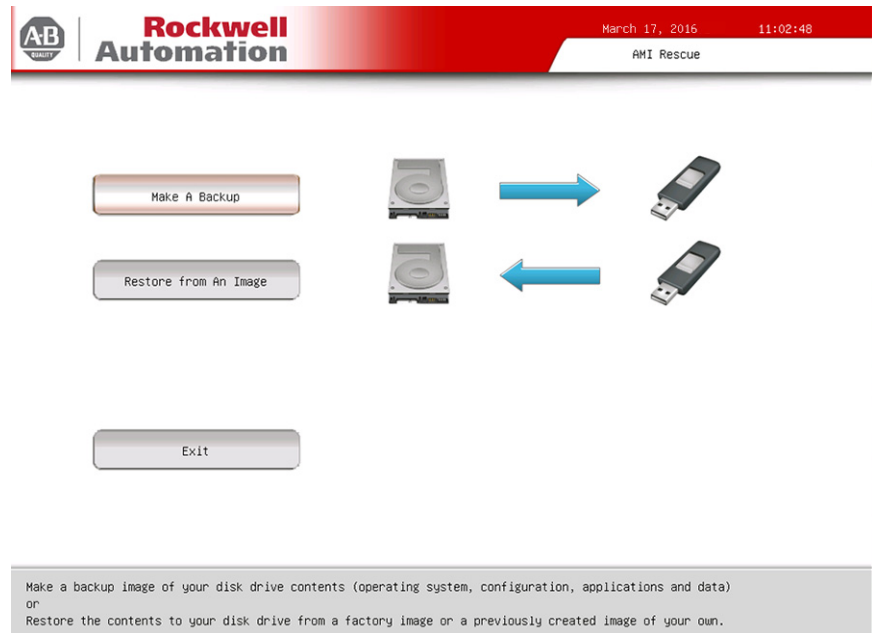 AB
QUALITY
Rockwell
Automation
March 17, 2016 11:02:48
AMI Rescue
Make A Backup
Restore from An Image
Exit
Make a backup image of your disk drive contents (operating system, configuration, applications and data)
or
Restore the contents to your disk drive from a factory image or a previously created image of your own.